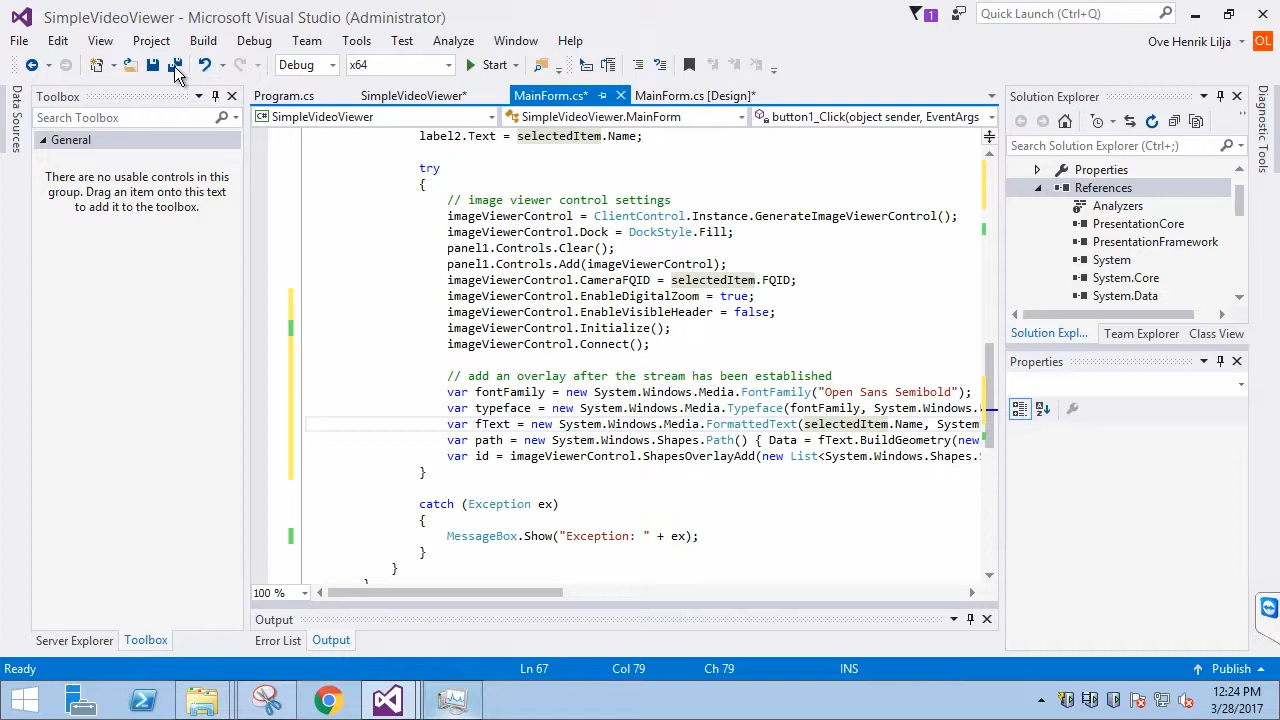 SimpleVideoViewer - Microsoft Visual Studio (Administrator)
1
Quick Launch (Ctrl+Q)
File Edit View Project Build Debug Team Tools Test Analyze Window Help
Ove Henrik Lilja
OL
Debug x64 Start
Data Sources
Toolbox
Search Toolbox
General
There are no usable controls in this
group. Drag an item onto this text
to add it to the toolbox.
Server Explorer Toolbox
Program.cs SimpleVideoViewer* MainForm.cs* MainForm.cs [Design]*
SimpleVideoViewer SimpleVideoViewer.MainForm button1_Click(object sender, EventArgs
label2.Text = selectedItem.Name;
try
{
// image viewer control settings
imageViewerControl = ClientControl.Instance.GenerateImageViewerControl();
imageViewerControl.Dock = DockStyle.Fill;
panel1.Controls.Clear();
panel1.Controls.Add(imageViewerControl);
imageViewerControl.CameraFQID = selectedItem.FQID;
imageViewerControl.EnableDigitalZoom = true;
imageViewerControl.EnableVisibleHeader = false;
imageViewerControl.Initialize();
imageViewerControl.Connect();
// add an overlay after the stream has been established
var fontFamily = new System.Windows.Media.FontFamily("Open Sans Semibold");
var typeface = new System.Windows.Media.Typeface(fontFamily, System.Windows.
var fText = new System.Windows.Media.FormattedText(selectedItem.Name, System
var path = new System.Windows.Shapes.Path() { Data = fText.BuildGeometry(new
var id = imageViewerControl.ShapesOverlayAdd(new List<System.Windows.Shapes.
}
catch (Exception ex)
{
MessageBox.Show("Exception: " + ex);
}
}
100 %
Output
Error List Output
Solution Explorer
Search Solution Explorer (Ctrl+;)
Properties
References
Analyzers
PresentationCore
PresentationFramework
System
System.Core
System.Data
Solution Expl... Team Explorer Class View
Properties
Diagnostic Tools
Ready Ln 67 Col 79 Ch 79 INS Publish
12:24 PM
3/28/2017